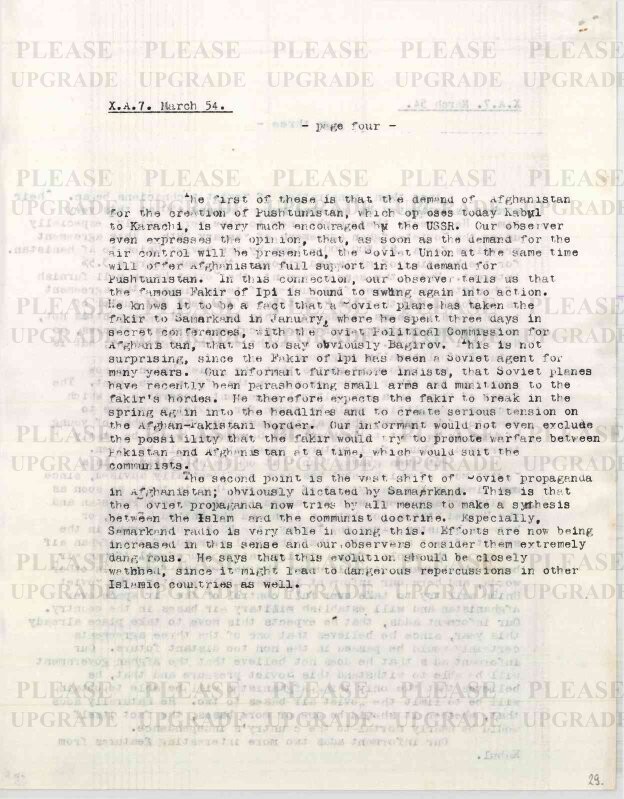 X.A.7. March 54.
- page four -
The first of these is that the demand of Afghanistan
for the creation of Pushtunistan, which opposes today Kabul
to Karachi, is very much encouraged by the USSR. Our observer
even expresses the opinion, that, as soon as the demand for the
air control will be presented, the Soviet Union at the same time
will offer Afghanistan full support in its demand for
Pushtunistan. In this connection, our observer tells us that
the famous Fakir of Ipi is bound to swing again into action.
He knows it to be a fact that a Soviet plane has taken the
fakir to Samarkand in January, where he spent three days in
secret conferences, with the Soviet Political Commission for
Afghanis tan, that is to say obviously Bagirov. This is not
surprising, since the Fakir of Ipi has been a Soviet agent for
many years. Our informant furthermore insists, that Soviet planes
have recently been parashooting small arms and munitions to the
fakir's hordes. He therefore expects the fakir to break in the
spring again into the headlines and to create serious tension on
the Afghan-Pakistani border. Our informant would not even exclude
the possiility that the fakir would try to promote warfare between
Pakistan and Afghanis tan at a time, which would suit the
communists.
The second point is the vast shift of Soviet propaganda
in Afghanistan; obviously dictated by Samaerkand. This is that
the Soviet propaganda now tries by all means to make a synthesis
between the Islam and the communist doctrine. Especially,
Samarkand radio is very able in doing this. Efforts are now being
increased in this sense and our observers consider them extremely
dangerous. He says that this evolution should be closely
wathbhd, since it might lead to dangerous repercussions in other
Islamic countries as well.
29.
PLEASE UPGRADE